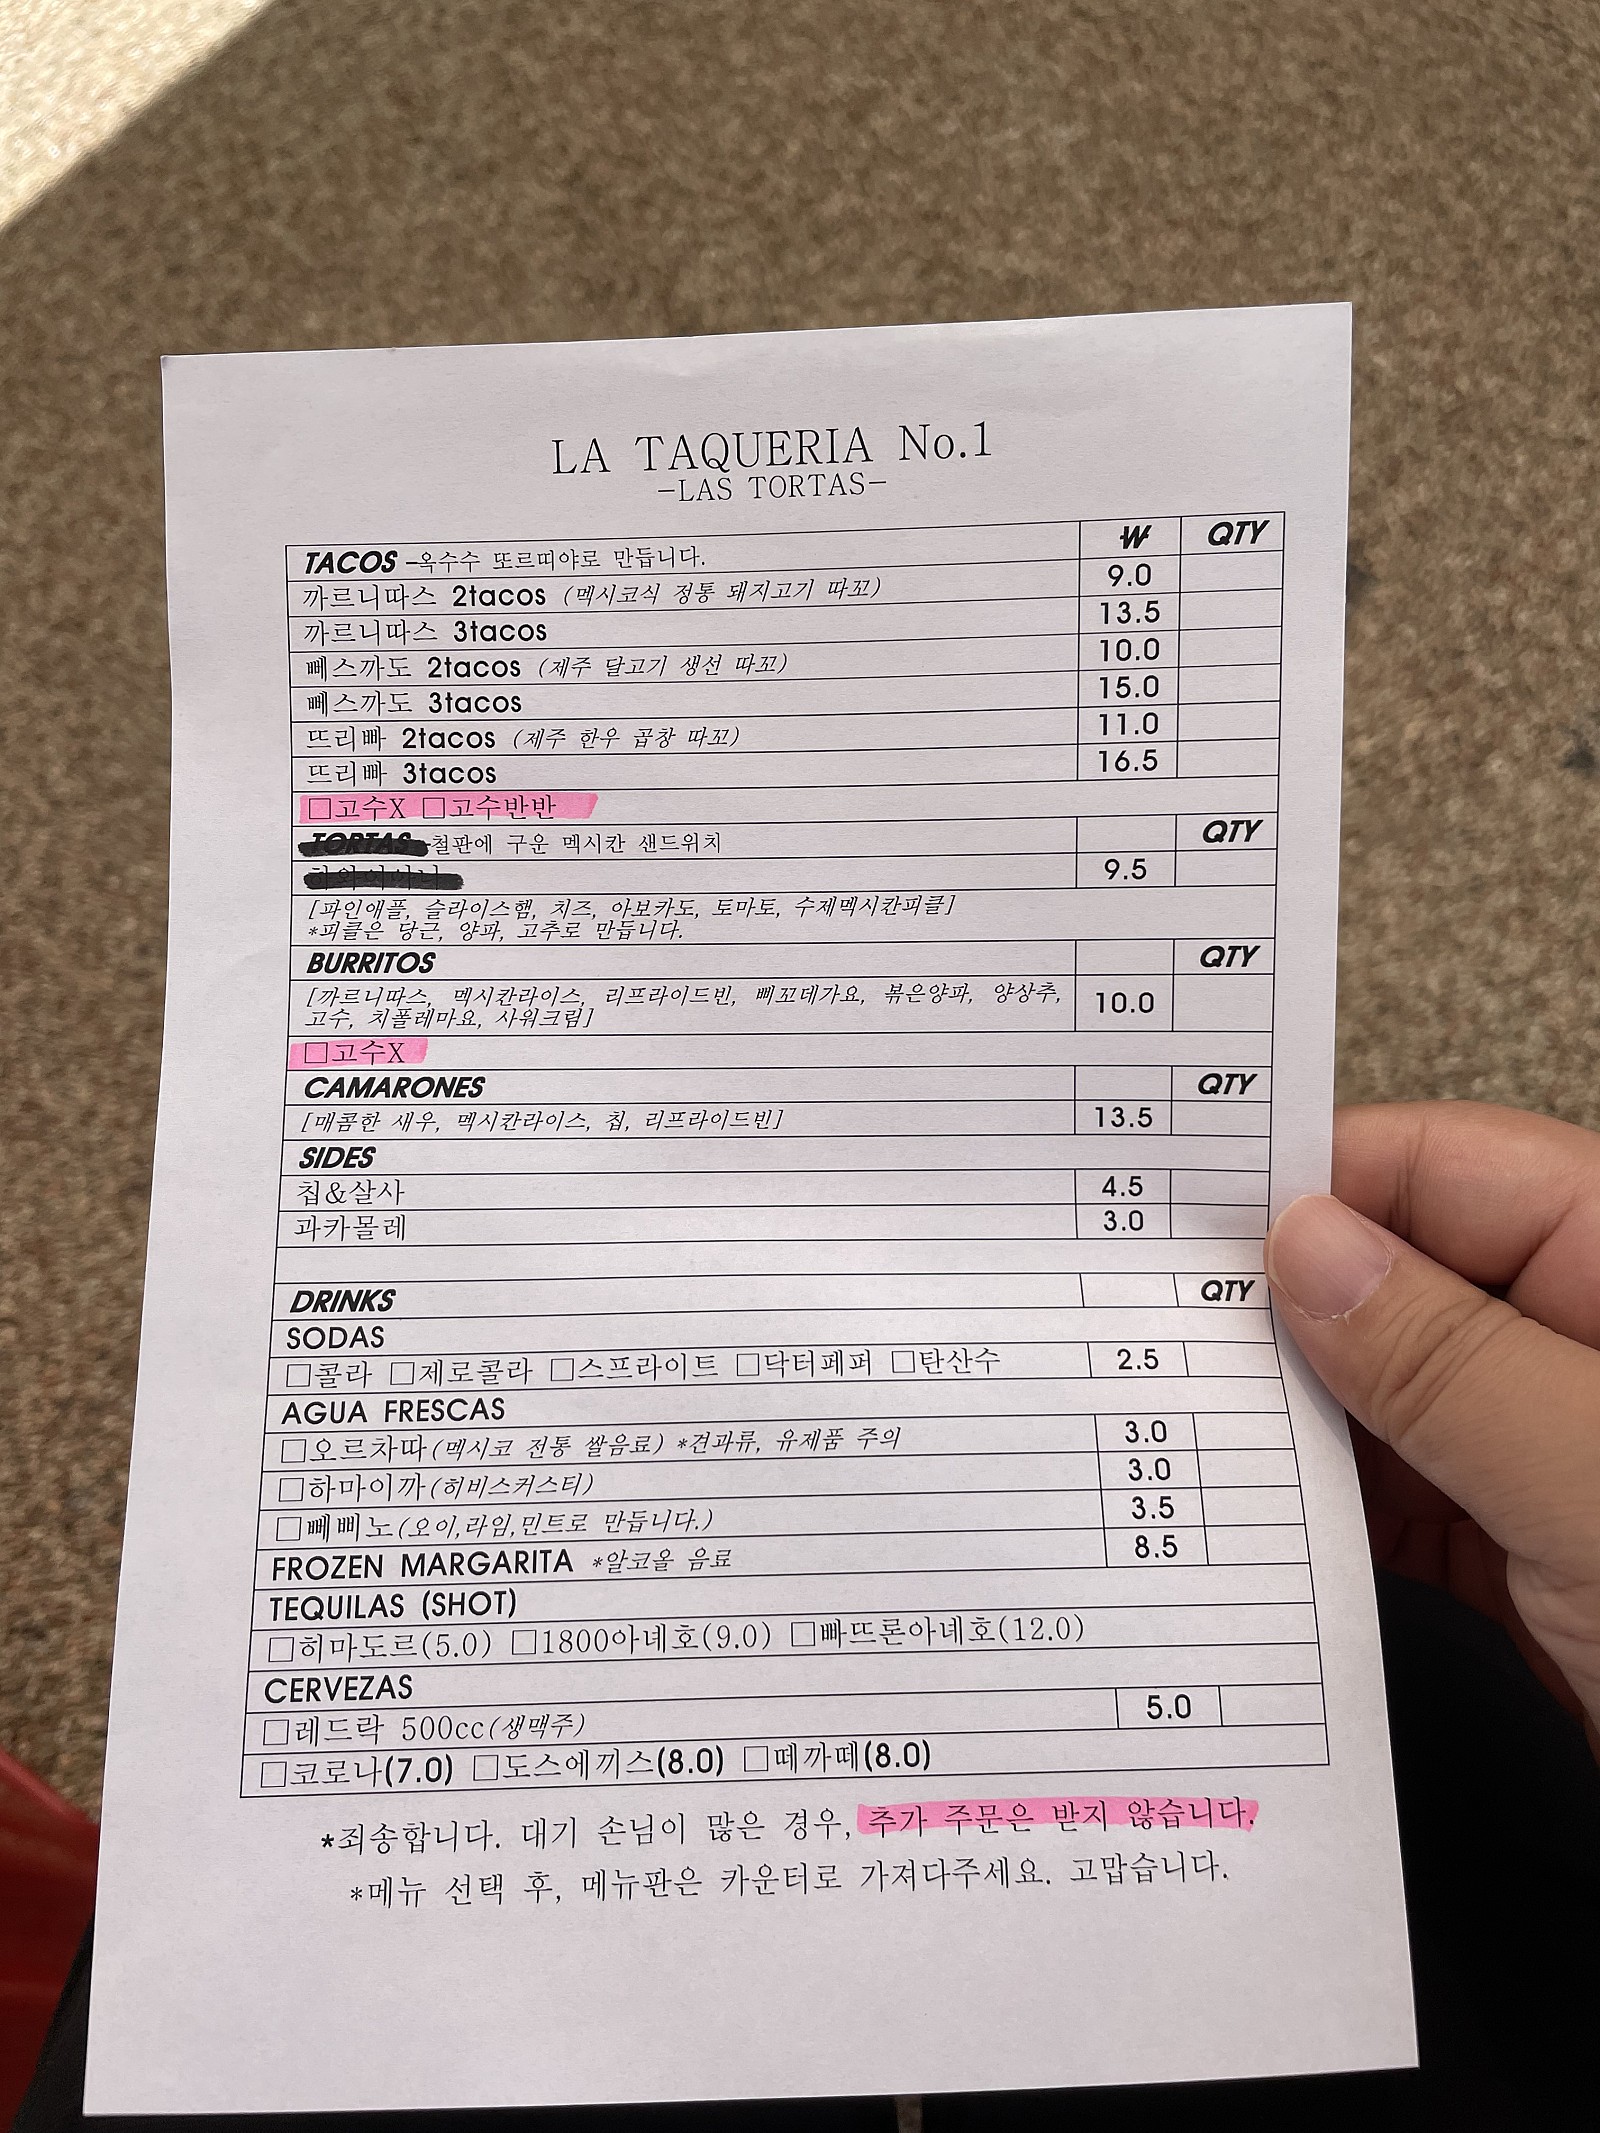 LA TAQUERIA No.1
-LAS TORTAS-
TACOS -옥수수 또르띠야로 만듭니다. ₩ QTY
까르니따스 2tacos (멕시코식 정통 돼지고기 따꼬) 9.0
까르니따스 3tacos 13.5
뻬스까도 2tacos (제주 달고기 생선 따꼬) 10.0
뻬스까도 3tacos 15.0
뜨리빠 2tacos (제주 한우 곱창 따꼬) 11.0
뜨리빠 3tacos 16.5
□고수X □고수반반
TORTAS -철판에 구운 멕시칸 샌드위치 QTY
9.5
[파인애플, 슬라이스햄, 치즈, 아보카도, 토마토, 수제멕시칸피클]
*피클은 당근, 양파, 고추로 만듭니다.
BURRITOS QTY
[까르니따스, 멕시칸라이스, 리프라이드빈, 삐꼬데가요, 볶은양파, 양상추,
고수, 치폴레마요, 사워크림] 10.0
□고수X
CAMARONES QTY
[매콤한 새우, 멕시칸라이스, 칩, 리프라이드빈] 13.5
SIDES
칩&살사 4.5
과카몰레 3.0
DRINKS QTY
SODAS
□콜라 □제로콜라 □스프라이트 □닥터페퍼 □탄산수 2.5
AGUA FRESCAS
□오르차따(멕시코 전통 쌀음료) *견과류, 유제품 주의 3.0
□하마이까(히비스커스티) 3.0
□뻬삐노(오이,라임,민트로 만듭니다.) 3.5
FROZEN MARGARITA *알코올 음료 8.5
TEQUILAS (SHOT)
□히마도르(5.0) □1800아녜호(9.0) □빠뜨론아녜호(12.0)
CERVEZAS
□레드락 500cc(생맥주) 5.0
□코로나(7.0) □도스에끼스(8.0) □떼까떼(8.0)
*죄송합니다. 대기 손님이 많은 경우, 추가 주문은 받지 않습니다.
*메뉴 선택 후, 메뉴판은 카운터로 가져다주세요. 고맙습니다.